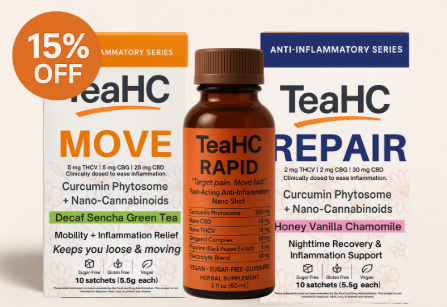 15%
OFF
AMMATORY SERIES
TeaHC
MOVE
5 mg THCV | 5 mg CBG | 25 mg CBD
Clinically dosed to ease inflammation.
Curcumin Phytosome
+ Nano-Cannabinoids
Decaf Sencha Green Tea
Mobility + Inflammation Relief
Keeps you loose & moving
Sugar-Free
Gluten Free
Vegan
10 satchets (5.5g each)
TeaHC
RAPID
"Target pain. Move fast."
Fast-Acting Anti-Inflammatory
Nano Shot
Curcumin Phytosome
Nano CBD
Nano THCV
Gingerol Complex
Piperine (Black Pepper Extract)
Electrolyte Blend
VEGAN • SUGAR-FREE • GLUTEN FREE
HERBAL SUPPLEMENT
2 fl oz (60 mL)
ANTI-INFLAMMATORY SERIES
TeaHC
REPAIR
2 mg THCV | 2 mg CBG | 30 mg CBD
Clinically dosed to ease inflammation.
Curcumin Phytosome
+ Nano-Cannabinoids
Honey Vanilla Chamomile
Nighttime Recovery &
Inflammation Support
Sugar-Free
Gluten Free
Vegan
10 satchets (5.5g each)